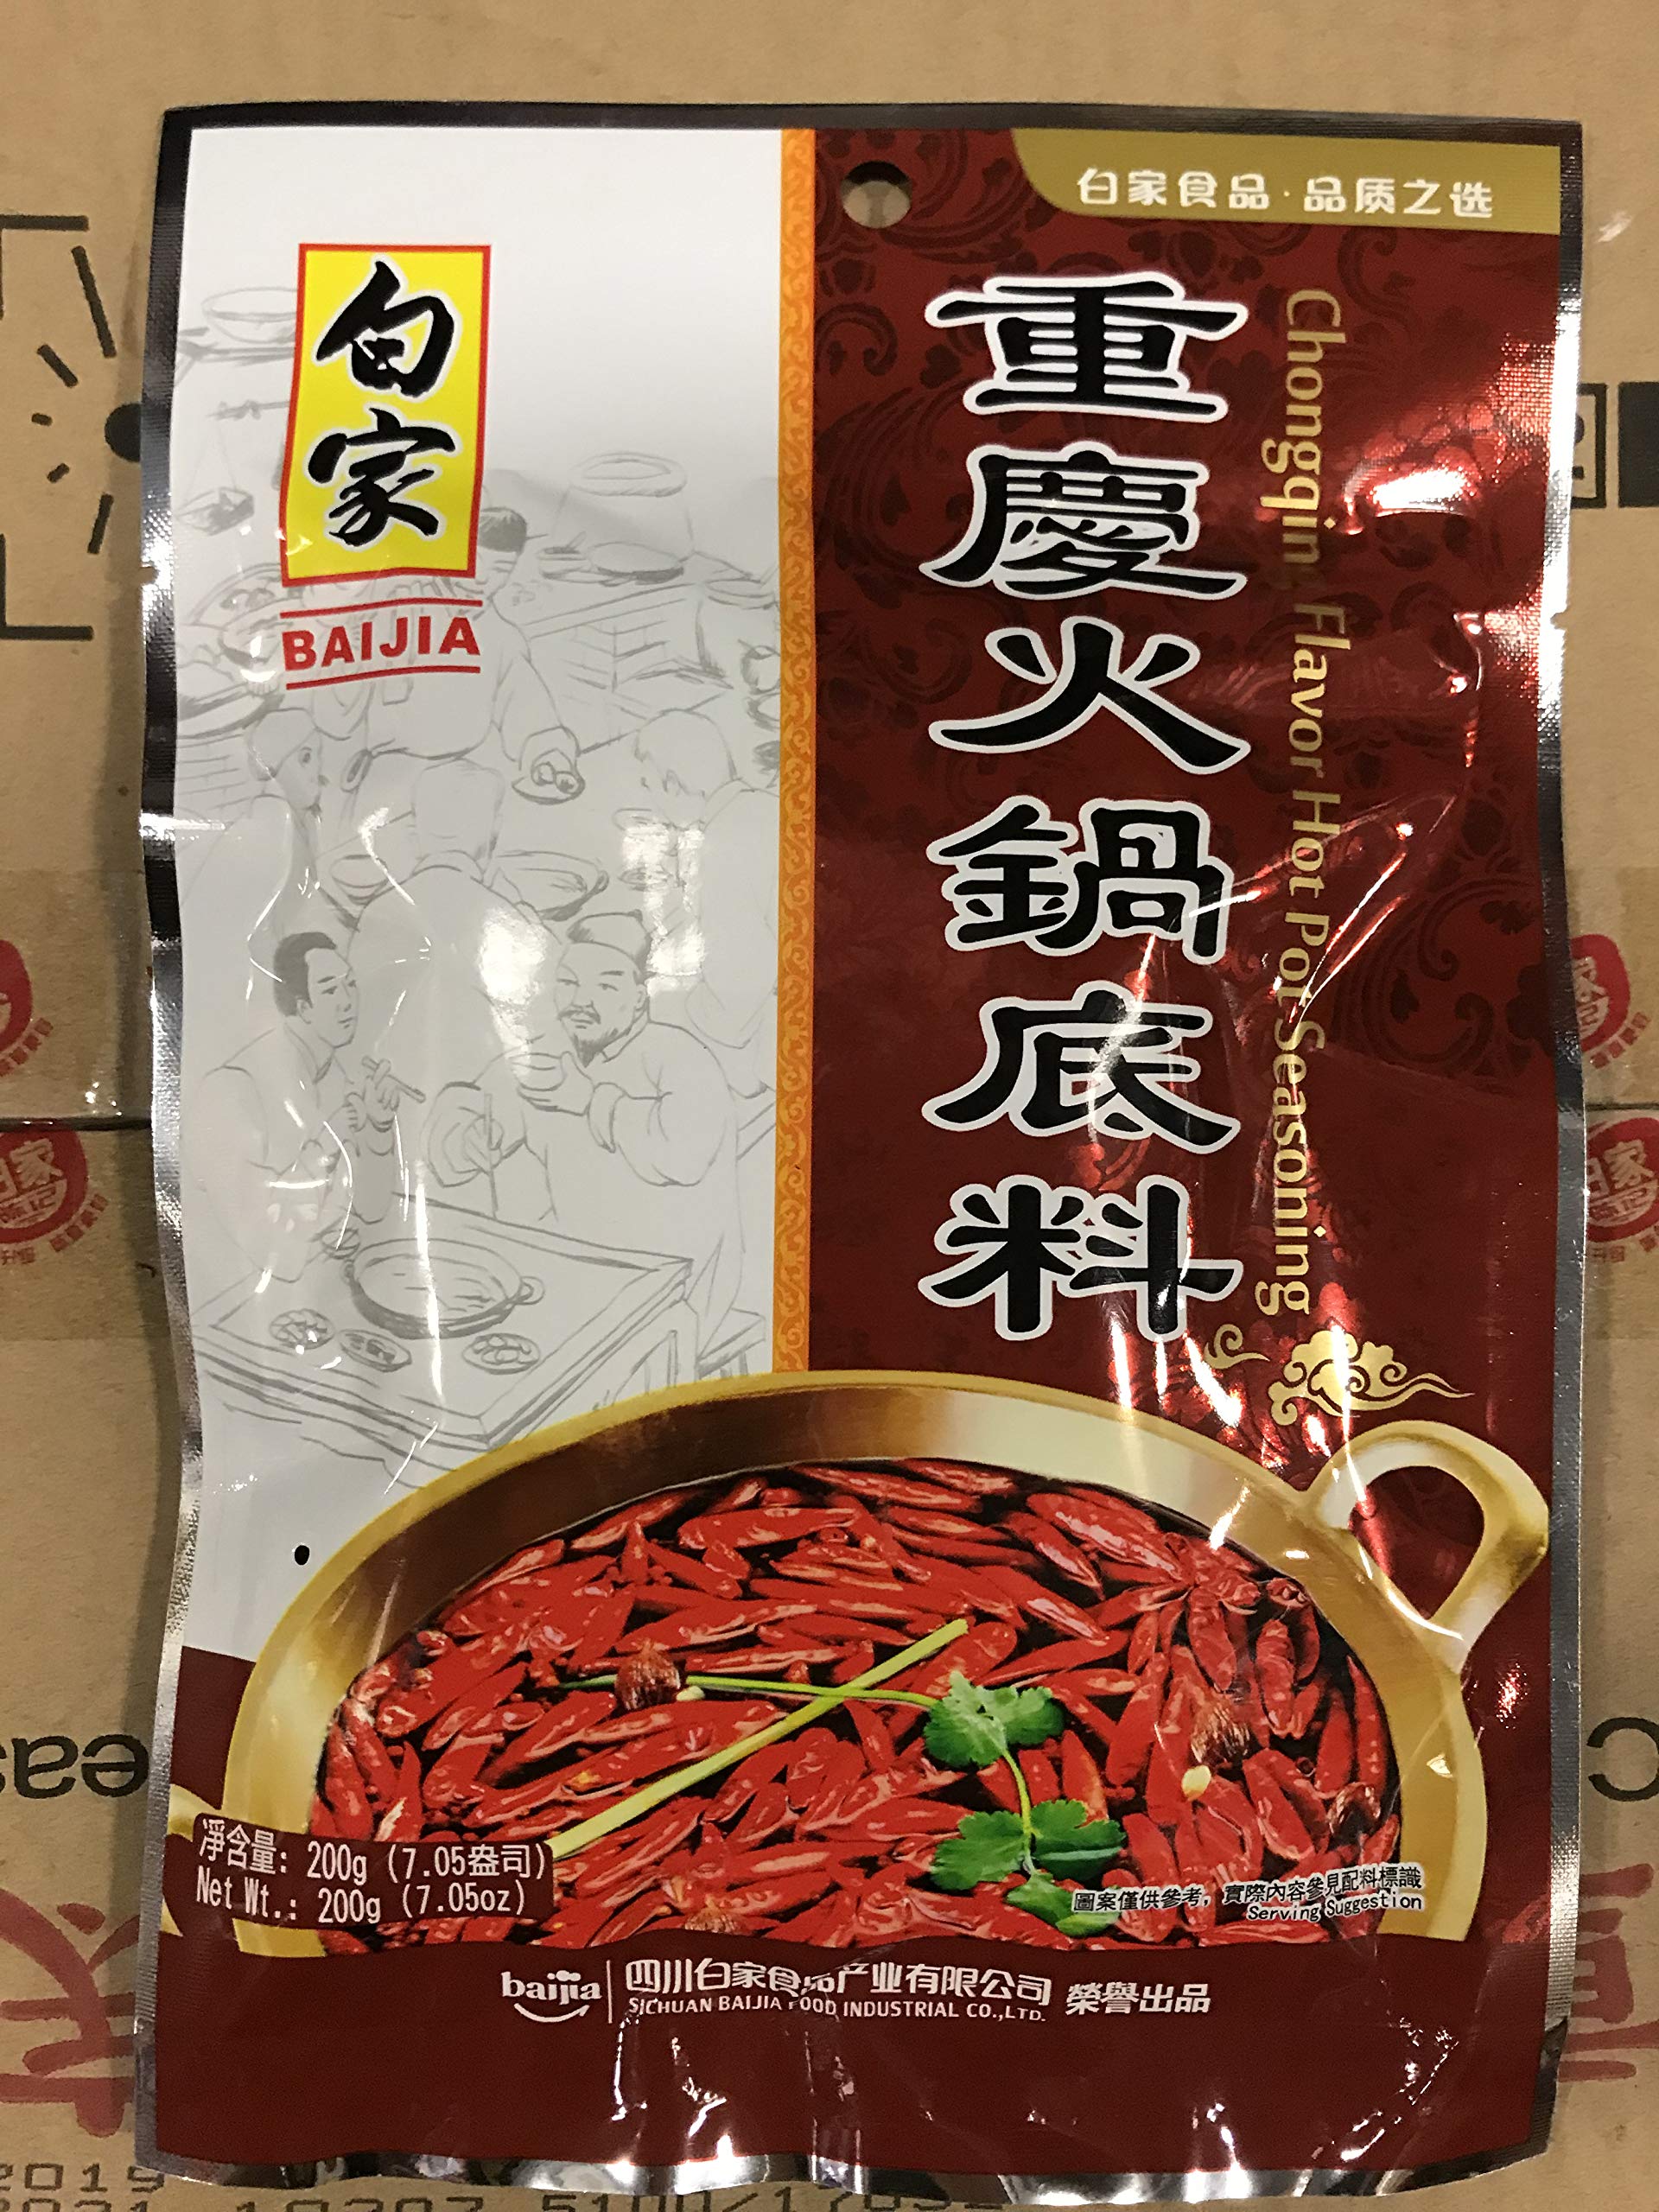 白家食品·品质之选
白家
BAIJIA
重慶火鍋底料
Chongqing Flavor Hot Pot Seasoning
淨含量: 200g (7.05盎司)
Net Wt.: 200g (7.05oz)
圖案僅供參考，實際內容參見配料標識
Serving Suggestion
baijia
四川白家食品产业有限公司
SICHUAN BAIJIA FOOD INDUSTRIAL CO.,LTD.
榮譽出品
白家
2019